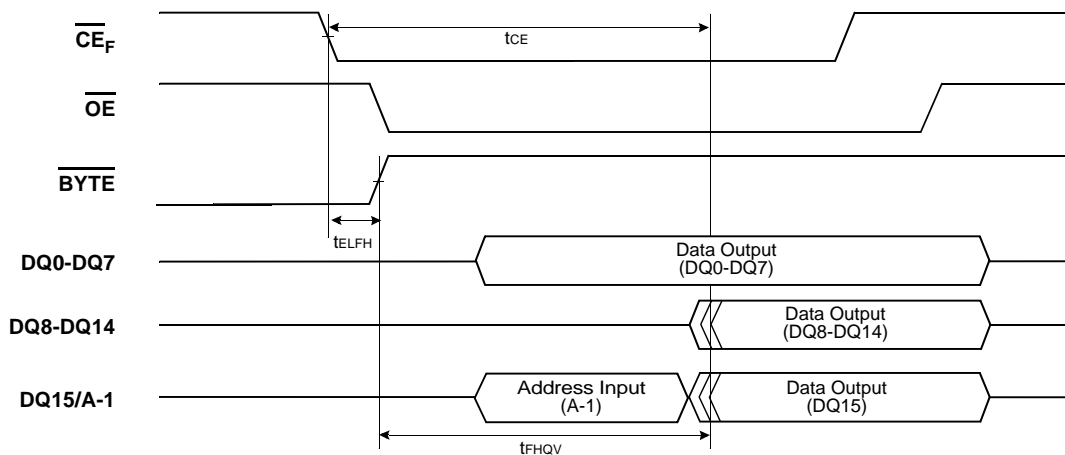 CE̅F
tCE
OE̅
BYTE̅
tELFH
DQ0-DQ7
Data Output
(DQ0-DQ7)
DQ8-DQ14
Data Output
(DQ8-DQ14)
DQ15/A-1
Address Input
(A-1)
Data Output
(DQ15)
tFHQV